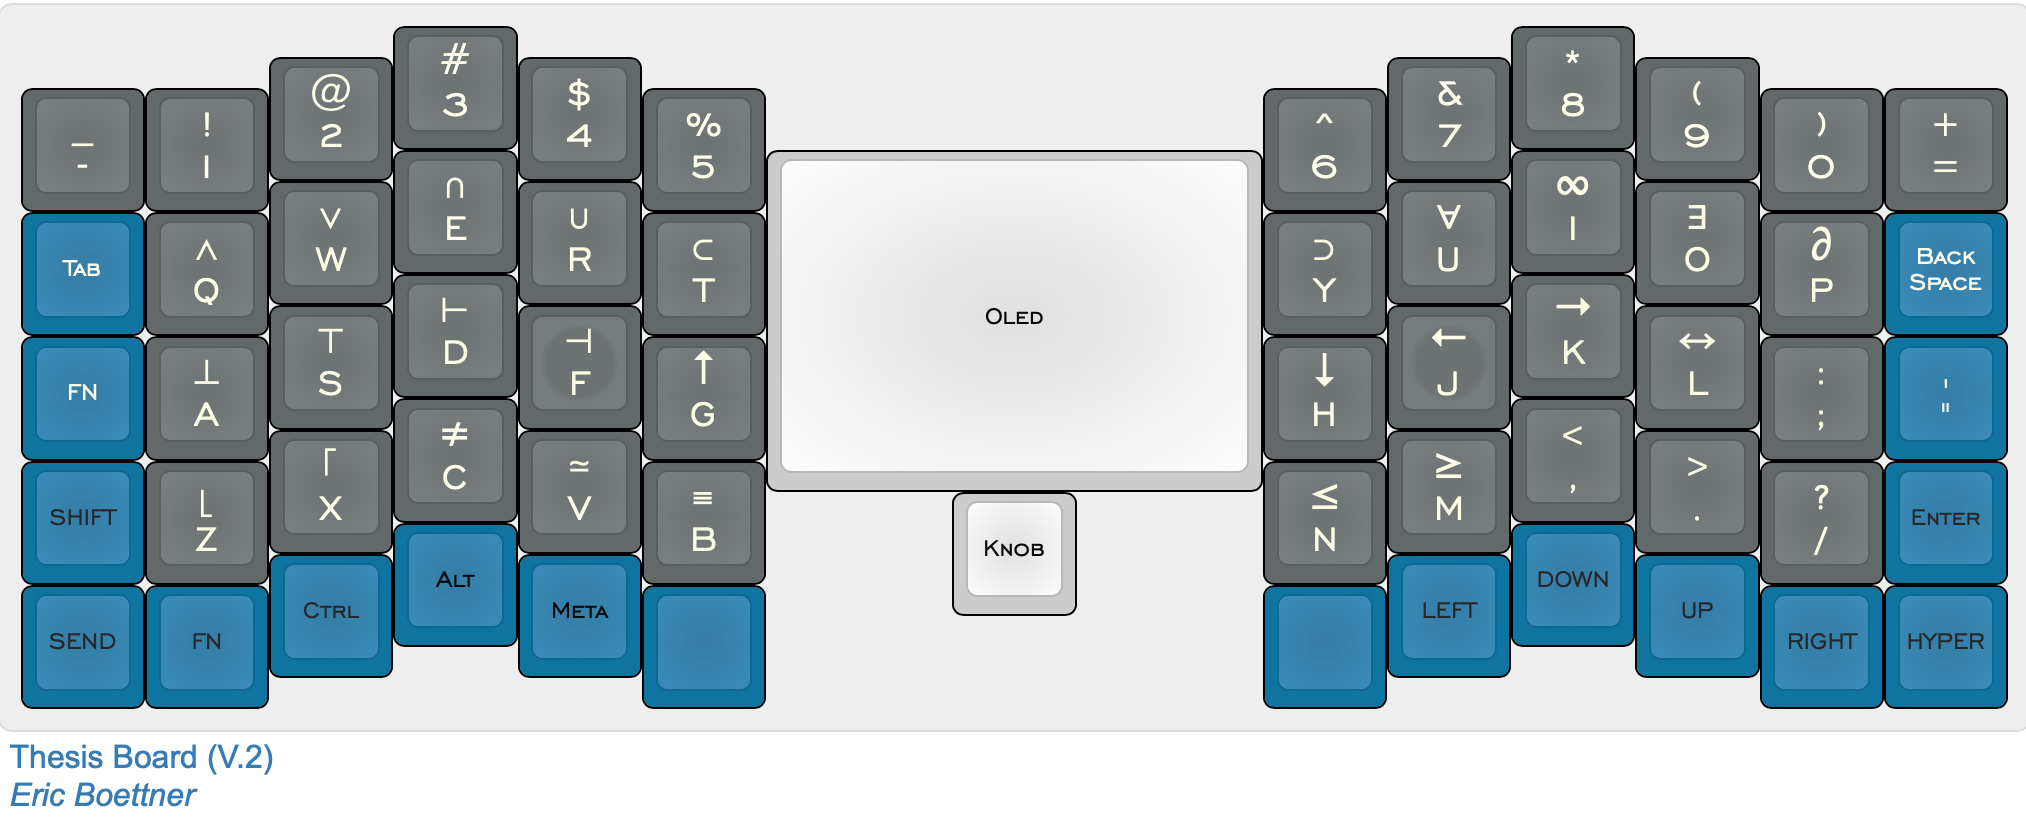 _
-
!
1
@
2
#
3
$
4
%
5
^
6
&
7
*
8
(
9
)
0
+
=
TAB
∧
Q
∨
W
∩
E
∪
R
⊂
T
OLED
⊃
Y
∀
U
∞
I
∃
O
∂
P
BACK
SPACE
FN
⊥
A
⊤
S
⊢
D
⊣
F
↑
G
↓
H
←
J
→
K
↔
L
:
;
'
"
SHIFT
⌊
Z
⌈
X
≠
C
≃
V
≡
B
KNOB
≤
N
≥
M
<
,
>
.
?
/
ENTER
SEND
FN
CTRL
ALT
META
LEFT
DOWN
UP
RIGHT
HYPER
Thesis Board (V.2)
Eric Boettner